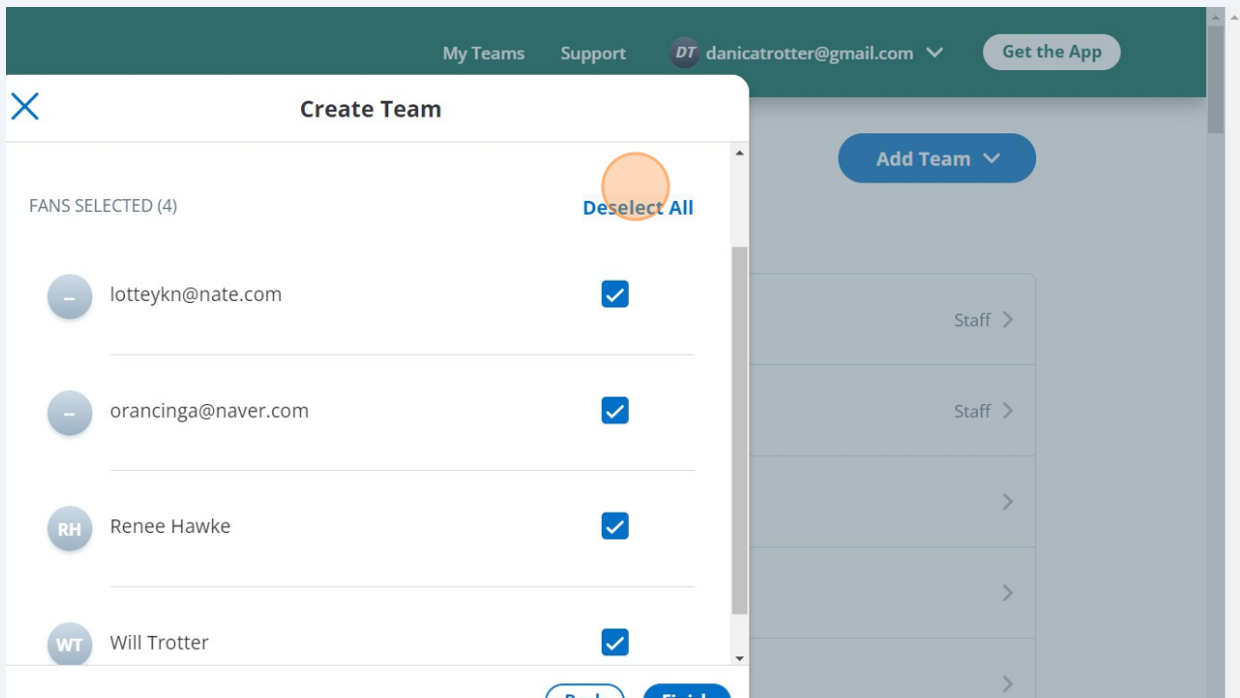 My Teams Support DT danicatrotter@gmail.com Get the App
Create Team
Add Team
FANS SELECTED (4) Deselect All
-- lotteykn@nate.com
Staff
-- orancinga@naver.com
Staff
RH Renee Hawke
WT Will Trotter